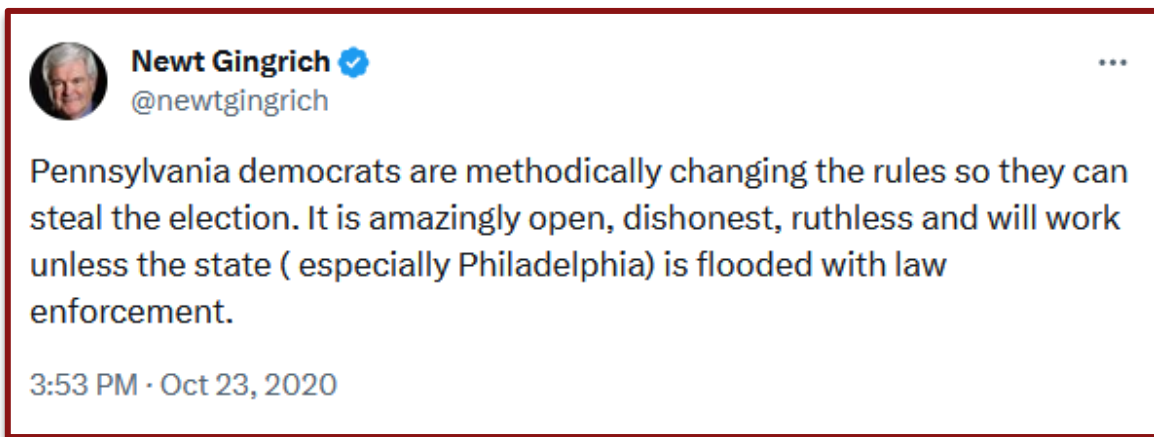 Newt Gingrich
@newtgingrich
Pennsylvania democrats are methodically changing the rules so they can
steal the election. It is amazingly open, dishonest, ruthless and will work
unless the state ( especially Philadelphia) is flooded with law
enforcement.
3:53 PM · Oct 23, 2020